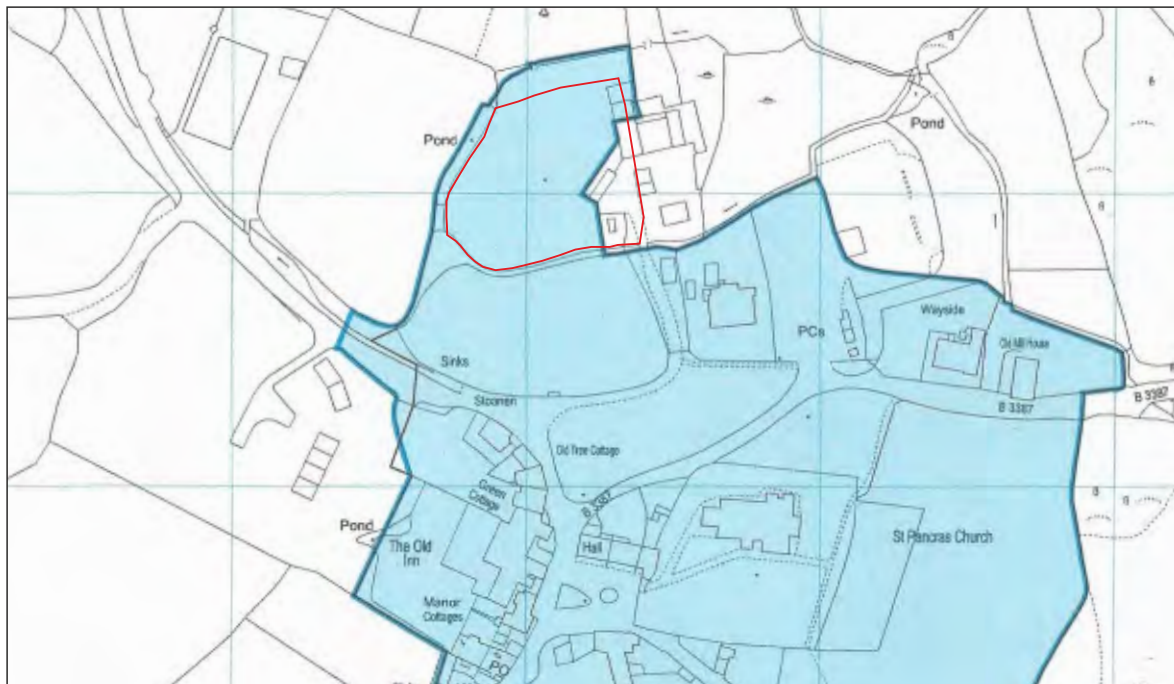 Pond
Pond
Wayside
PCs
Old Mill House
Sinks
B 3387
B 3387
Old Tree Cottage
Green
Cottage
B 3387
St Pancras Church
Pond
The Old
Inn
Hall
Manor
Cottages
PO